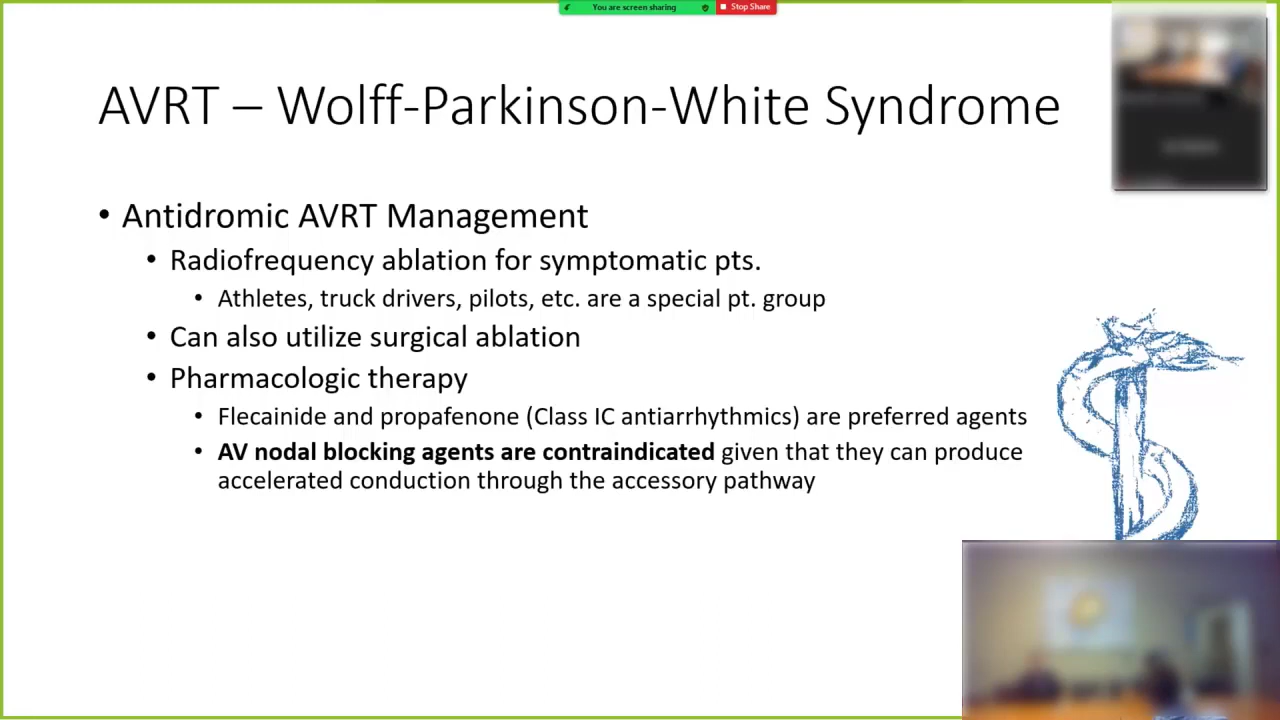 You are screen sharing
Stop Share
AVRT – Wolff-Parkinson-White Syndrome
• Antidromic AVRT Management
• Radiofrequency ablation for symptomatic pts.
• Athletes, truck drivers, pilots, etc. are a special pt. group
• Can also utilize surgical ablation
• Pharmacologic therapy
• Flecainide and propafenone (Class IC antiarrhythmics) are preferred agents
• AV nodal blocking agents are contraindicated given that they can produce
accelerated conduction through the accessory pathway